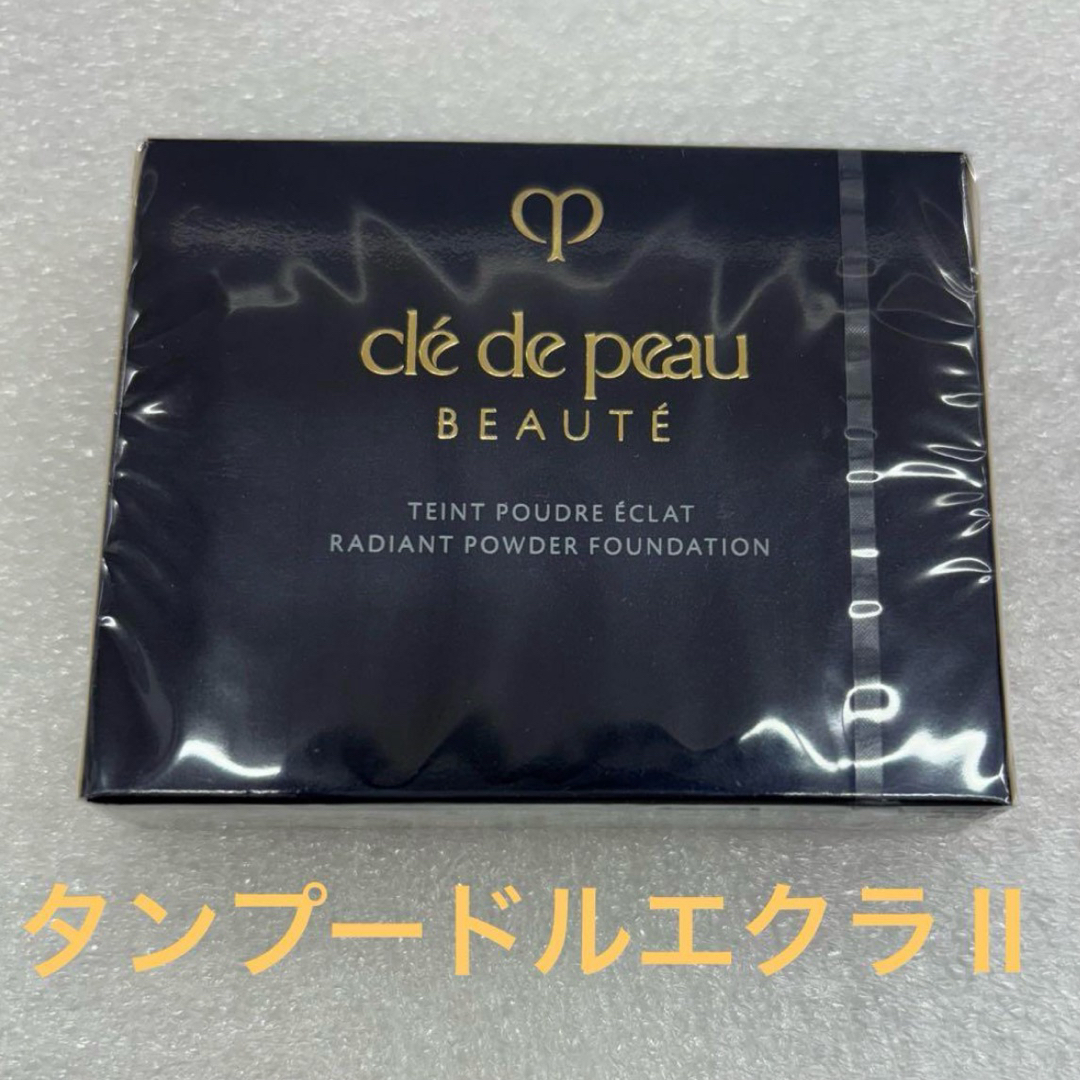 clé de peau
BEAUTÉ
TEINT POUDRE ÉCLAT
RADIANT POWDER FOUNDATION
タンプードルエクラⅡ